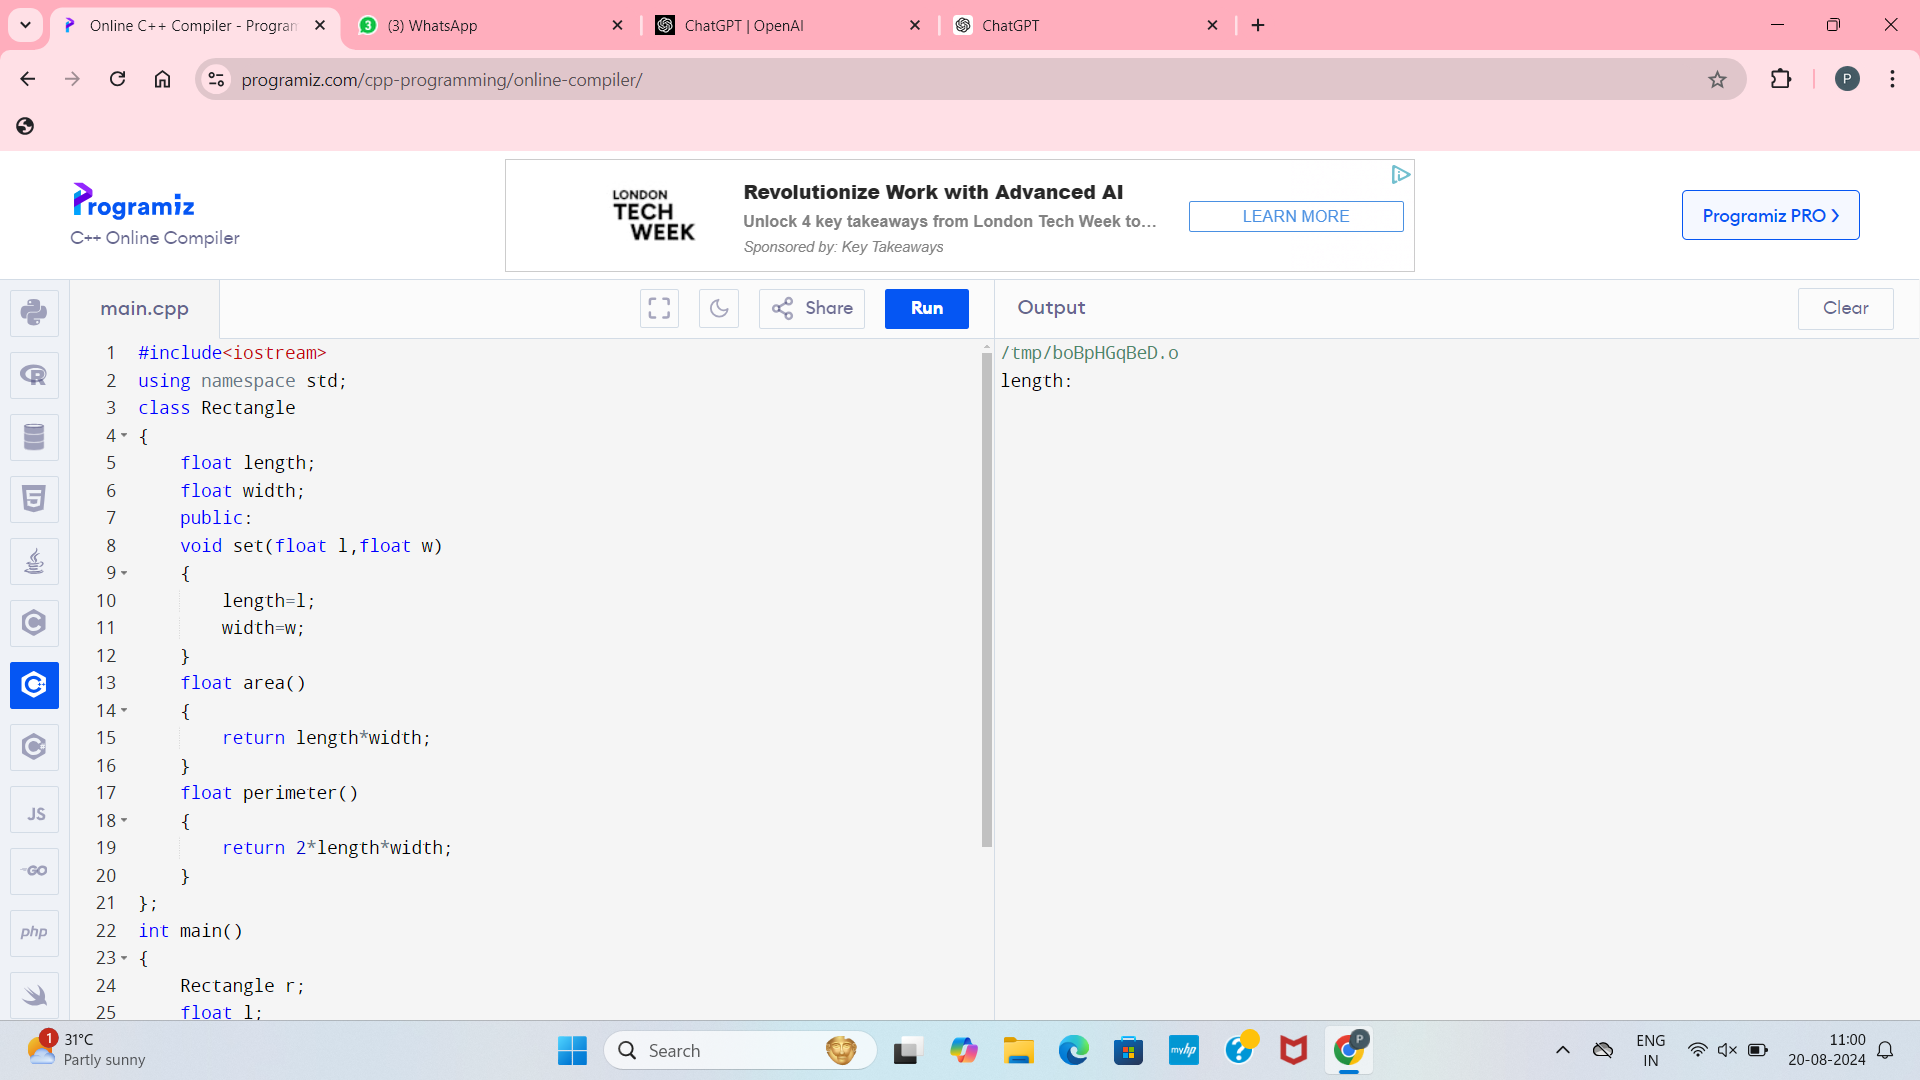 Online C++ Compiler - Program
3
(3) WhatsApp
ChatGPT | OpenAI
ChatGPT
programiz.com/cpp-programming/online-compiler/
P
Programiz
C++ Online Compiler
LONDON
TECH
WEEK
Revolutionize Work with Advanced AI
Unlock 4 key takeaways from London Tech Week to...
Sponsored by: Key Takeaways
LEARN MORE
Programiz PRO >
main.cpp
Share
Run
Output
Clear
1 #include<iostream>
2 using namespace std;
3 class Rectangle
4 {
5 float length;
6 float width;
7 public:
8 void set(float l,float w)
9 {
10 length=l;
11 width=w;
12 }
13 float area()
14 {
15 return length*width;
16 }
17 float perimeter()
18 {
19 return 2*length*width;
20 }
21 };
22 int main()
23 {
24 Rectangle r;
25 float l;
/tmp/boBpHGqBeD.o
length:
JS
GO
php
1
31°C
Partly sunny
Search
myhp
P
ENG
IN
11:00
20-08-2024